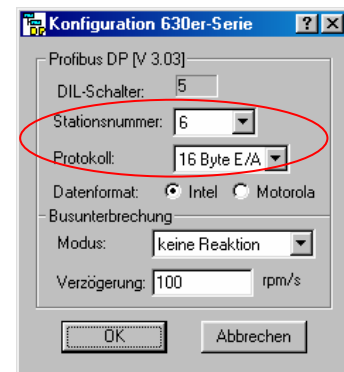 Konfiguration 630er-Serie
Profibus DP [V 3.03]
DIL-Schalter: 5
Stationsnummer: 6
Protokoll: 16 Byte E/A
Datenformat: Intel Motorola
Busunterbrechung
Modus: keine Reaktion
Verzögerung: 100 rpm/s
OK Abbrechen